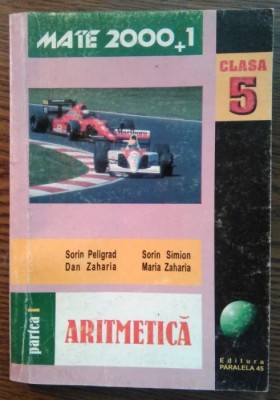 MATE 2000+1
CLASA
5
Sorin Peligrad
Sorin Simion
Dan Zaharia
Maria Zaharia
partea I
ARITMETICĂ
Editura
PARALELA 45